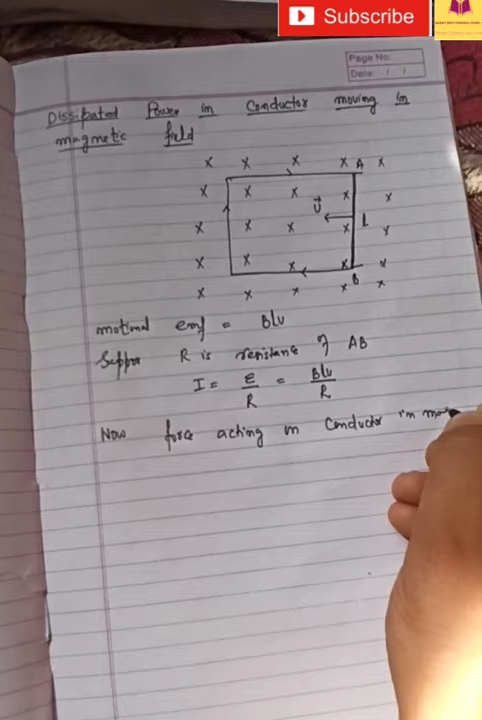 Subscribe
Page No:
Date: / /
Dissipated Power in Conductor moving in
magnetic field
x x x x A x
x x x x x
v
x x x x L x
x x x x x
B
x x x x x
motional emf = Blv
Suppor R is resistance of AB
I = ε/R = Blv/R
Now force acting on Conductor in